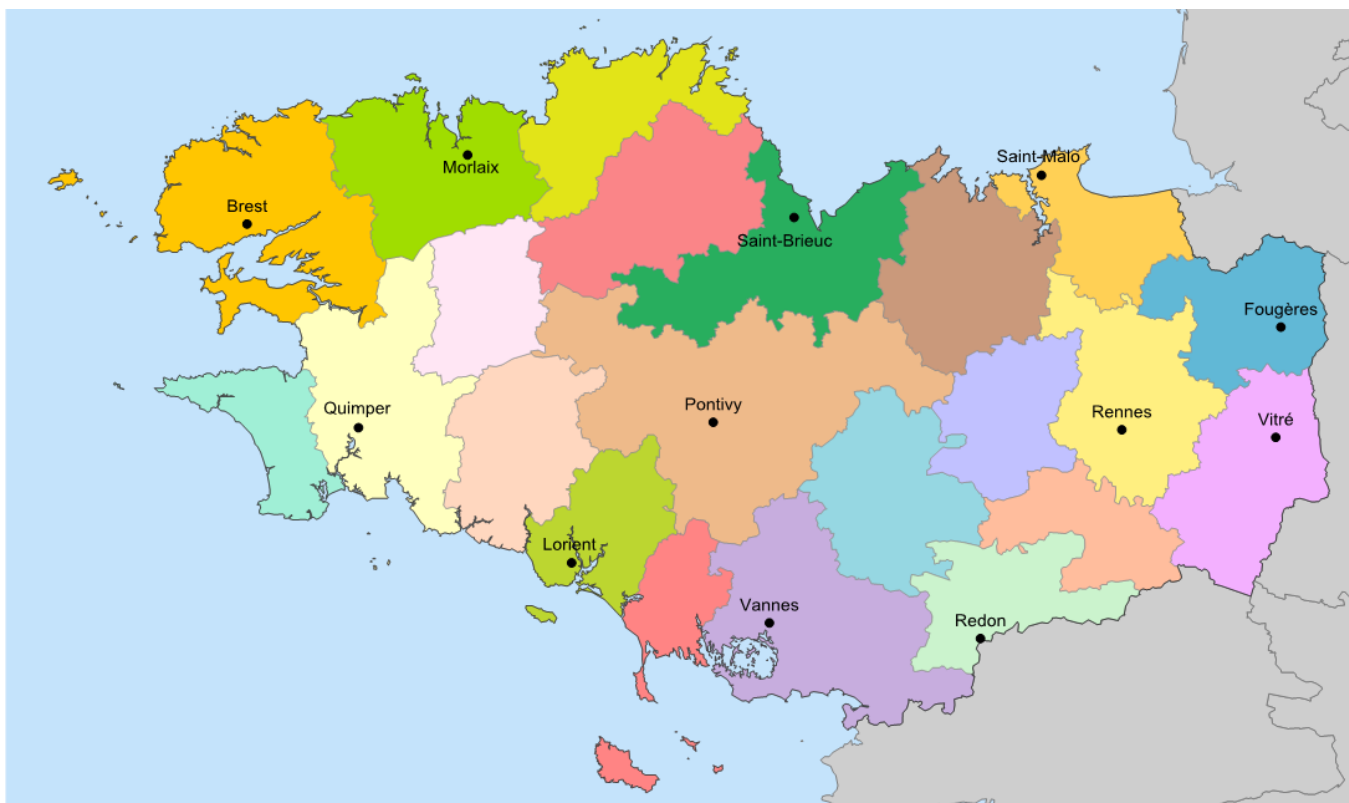 Saint-Malo
Morlaix
Brest
Saint-Brieuc
Fougères
Quimper
Pontivy
Rennes
Vitré
Lorient
Vannes
Redon